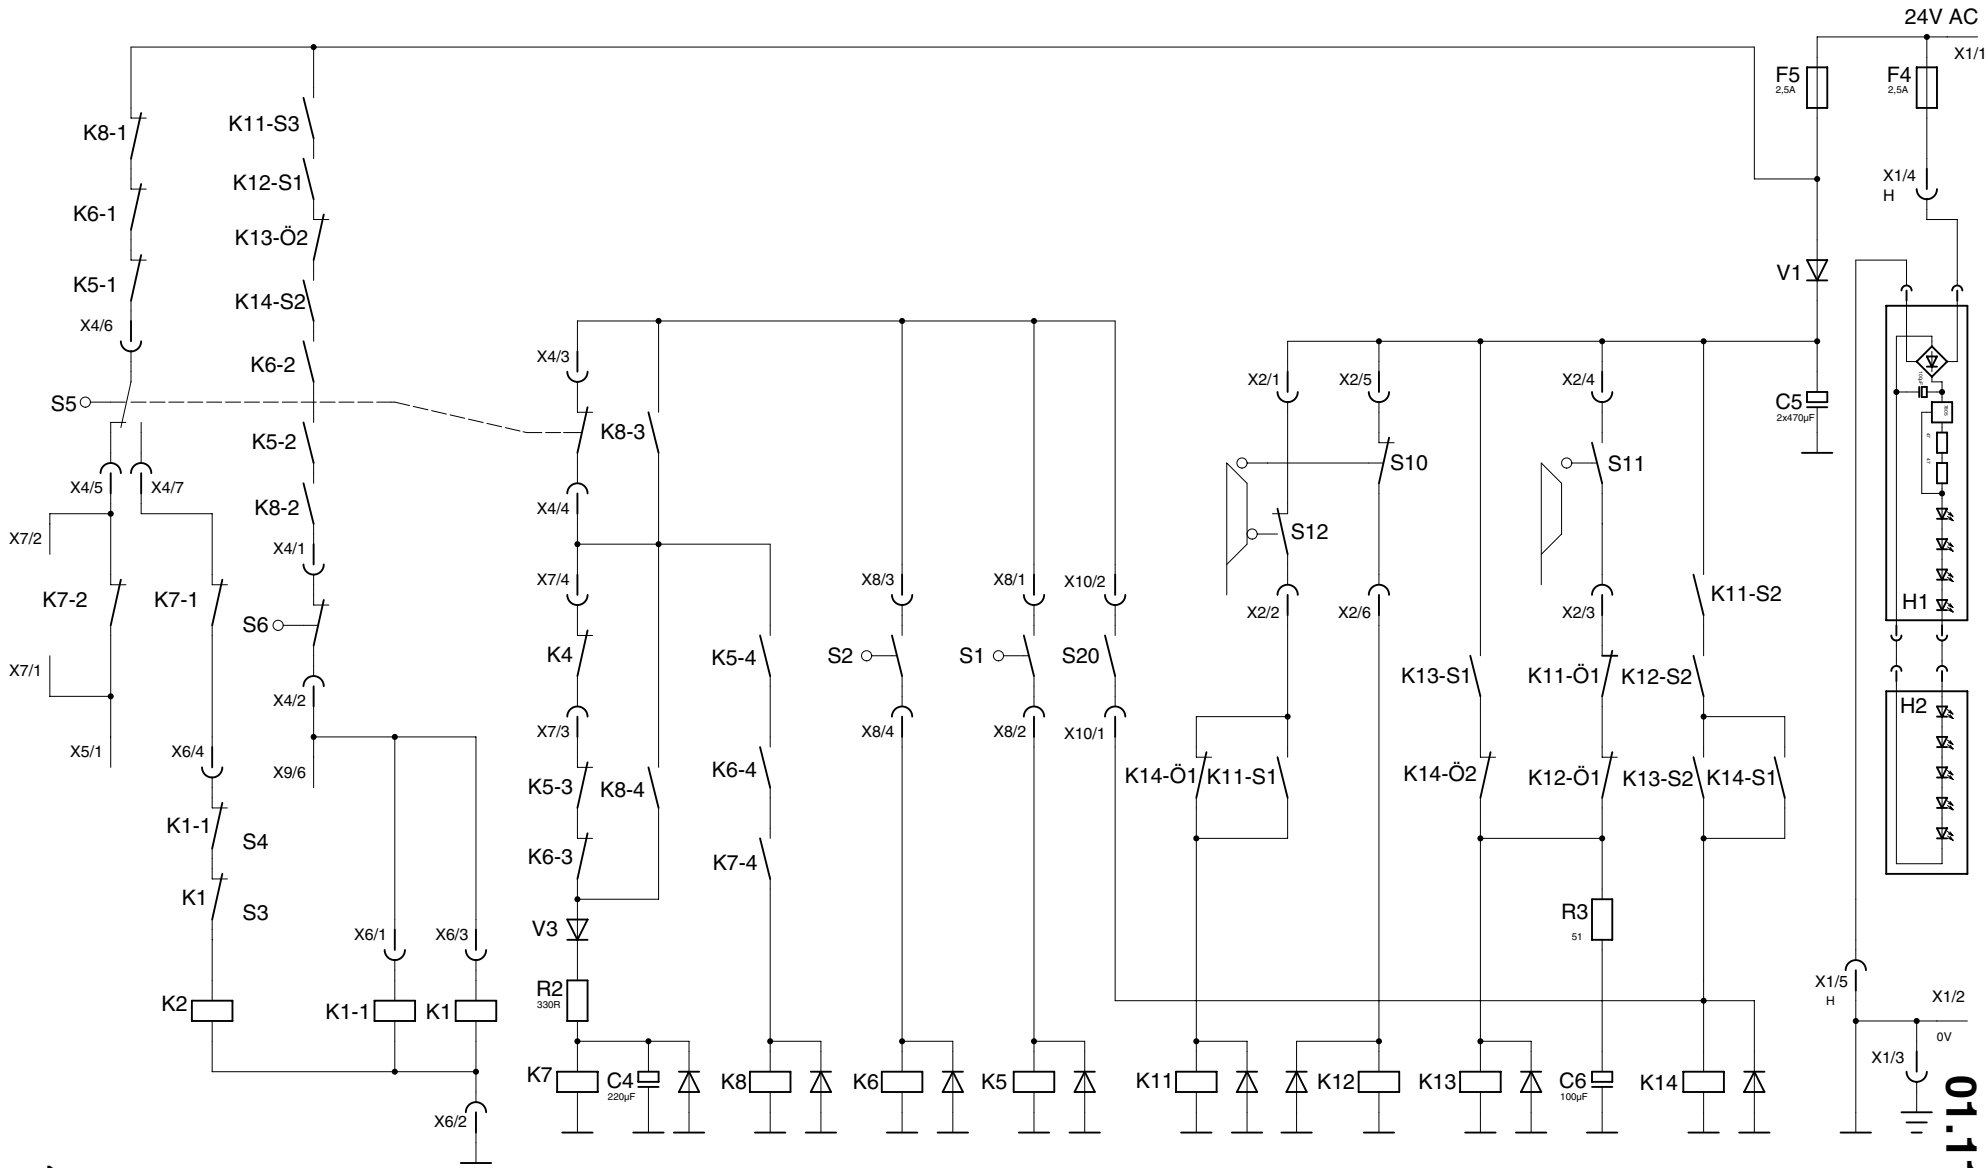 24V AC
X1/1
F5
2,5A
F4
2,5A
K8-1
K11-S3
K12-S1
X1/4
H
K6-1
K13-Ö2
V1
K5-1
K14-S2
X4/6
X4/3
K6-2
X2/1
X2/5
X2/4
100µF
S5
C5
2x470µF
K5-2
K8-3
S10
S11
X4/5
X4/7
K8-2
X4/4
S12
X7/2
X4/1
X7/4
X8/3
X8/1
X10/2
K7-2
K7-1
K11-S2
H1
S6
X2/2
X2/6
X2/3
K4
K5-4
S2
S1
S20
X7/1
K13-S1
K11-Ö1
K12-S2
X4/2
H2
X7/3
X8/4
X8/2
X10/1
X5/1
X6/4
X9/6
K5-3
K8-4
K6-4
K14-Ö1
K11-S1
K14-Ö2
K12-Ö1
K13-S2
K14-S1
K1-1
S4
K6-3
K7-4
K1
S3
V3
R3
51
X6/1
X6/3
K2
K1-1
K1
R2
330R
X1/5
H
X1/2
0V
X1/3
K7
C4
220µF
K8
K6
K5
K11
K12
K13
C6
100µF
K14
X6/2